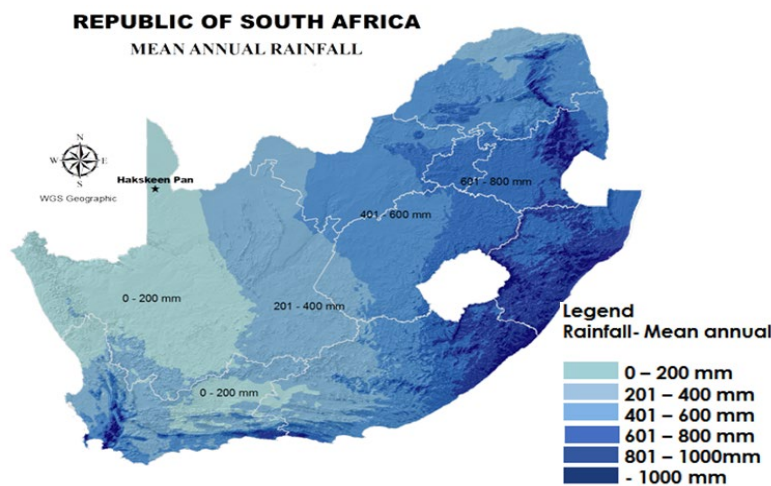 REPUBLIC OF SOUTH AFRICA
MEAN ANNUAL RAINFALL
N
W E
S
WGS Geographic
Hakskeen Pan
601 - 800 mm
401 - 600 mm
0 - 200 mm
201 - 400 mm
0 - 200 mm
Legend
Rainfall- Mean annual
0 – 200 mm
201 – 400 mm
401 – 600 mm
601 – 800 mm
801 – 1000mm
- 1000 mm